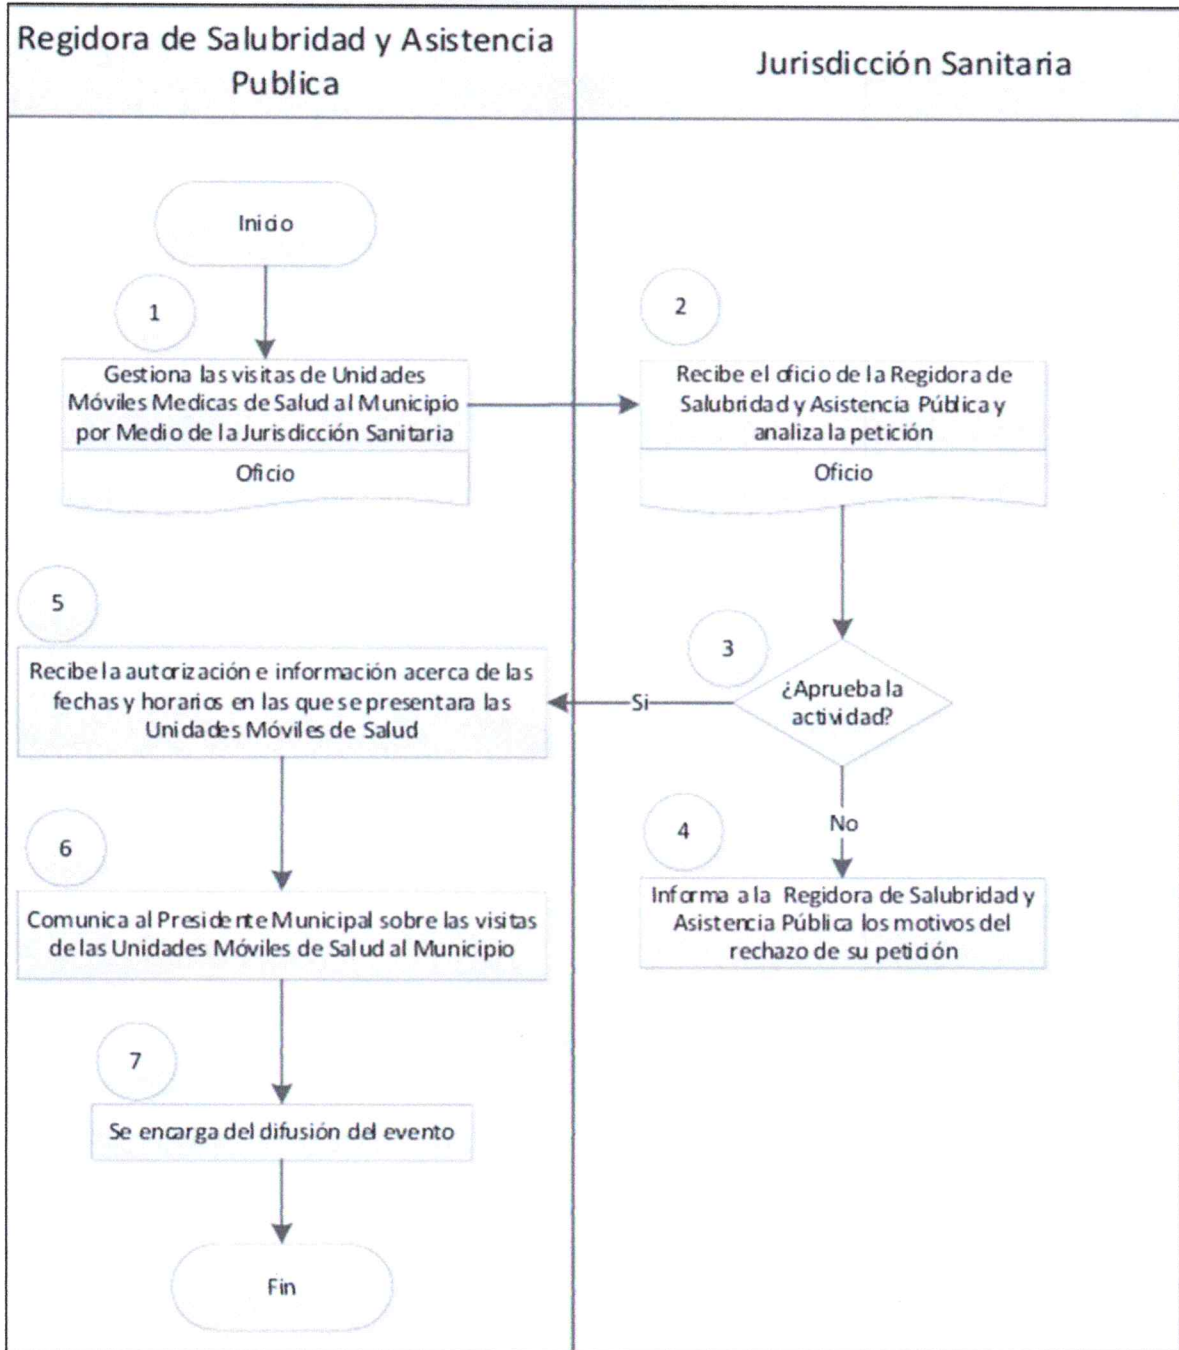 Regidora de Salubridad y Asistencia
Publica
Jurisdicción Sanitaria
Inicio
1
Gestiona las visitas de Unidades
Móviles Medicas de Salud al Municipio
por Medio de la Jurisdicción Sanitaria
Oficio
2
Recibe el oficio de la Regidora de
Salubridad y Asistencia Pública y
analiza la petición
Oficio
3
¿Aprueba la
actividad?
Si
No
4
Informa a la Regidora de Salubridad y
Asistencia Pública los motivos del
rechazo de su petición
5
Recibe la autorización e información acerca de las
fechas y horarios en las que se presentara las
Unidades Móviles de Salud
6
Comunica al Presidente Municipal sobre las visitas
de las Unidades Móviles de Salud al Municipio
7
Se encarga del difusión del evento
Fin